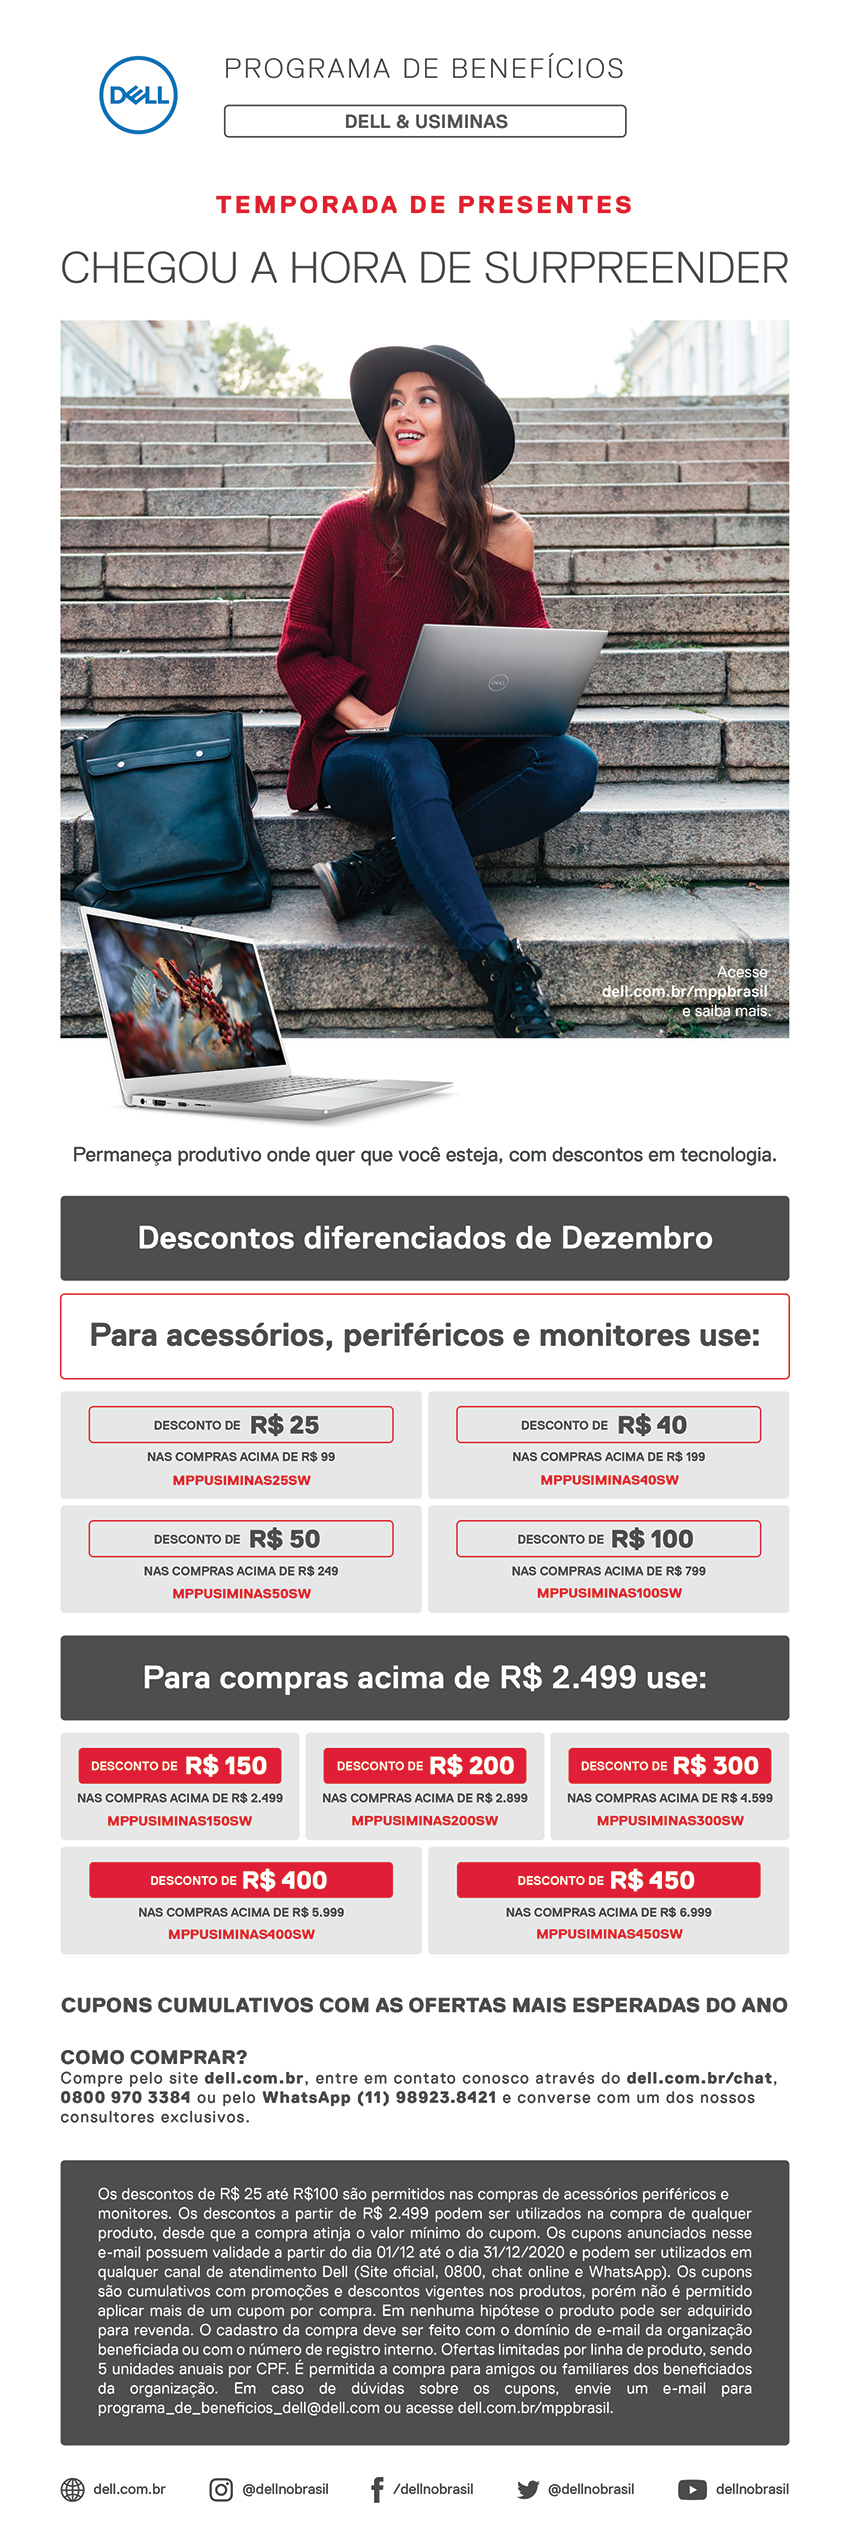 DELL
PROGRAMA DE BENEFÍCIOS
DELL & USIMINAS
TEMPORADA DE PRESENTES
CHEGOU A HORA DE SURPREENDER
DELL
Acesse
dell.com.br/mppbrasil
e saiba mais.
Permaneça produtivo onde quer que você esteja, com descontos em tecnologia.
Descontos diferenciados de Dezembro
Para acessórios, periféricos e monitores use:
DESCONTO DE R$ 25
NAS COMPRAS ACIMA DE R$ 99
MPPUSIMINAS25SW
DESCONTO DE R$ 40
NAS COMPRAS ACIMA DE R$ 199
MPPUSIMINAS40SW
DESCONTO DE R$ 50
NAS COMPRAS ACIMA DE R$ 249
MPPUSIMINAS50SW
DESCONTO DE R$ 100
NAS COMPRAS ACIMA DE R$ 799
MPPUSIMINAS100SW
Para compras acima de R$ 2.499 use:
DESCONTO DE R$ 150
NAS COMPRAS ACIMA DE R$ 2.499
MPPUSIMINAS150SW
DESCONTO DE R$ 200
NAS COMPRAS ACIMA DE R$ 2.899
MPPUSIMINAS200SW
DESCONTO DE R$ 300
NAS COMPRAS ACIMA DE R$ 4.599
MPPUSIMINAS300SW
DESCONTO DE R$ 400
NAS COMPRAS ACIMA DE R$ 5.999
MPPUSIMINAS400SW
DESCONTO DE R$ 450
NAS COMPRAS ACIMA DE R$ 6.999
MPPUSIMINAS450SW
CUPONS CUMULATIVOS COM AS OFERTAS MAIS ESPERADAS DO ANO
COMO COMPRAR?
Compre pelo site dell.com.br, entre em contato conosco através do dell.com.br/chat,
0800 970 3384 ou pelo WhatsApp (11) 98923.8421 e converse com um dos nossos
consultores exclusivos.
Os descontos de R$ 25 até R$100 são permitidos nas compras de acessórios periféricos e
monitores. Os descontos a partir de R$ 2.499 podem ser utilizados na compra de qualquer
produto, desde que a compra atinja o valor mínimo do cupom. Os cupons anunciados nesse
e-mail possuem validade a partir do dia 01/12 até o dia 31/12/2020 e podem ser utilizados em
qualquer canal de atendimento Dell (Site oficial, 0800, chat online e WhatsApp). Os cupons
são cumulativos com promoções e descontos vigentes nos produtos, porém não é permitido
aplicar mais de um cupom por compra. Em nenhuma hipótese o produto pode ser adquirido
para revenda. O cadastro da compra deve ser feito com o domínio de e-mail da organização
beneficiada ou com o número de registro interno. Ofertas limitadas por linha de produto, sendo
5 unidades anuais por CPF. É permitida a compra para amigos ou familiares dos beneficiados
da organização. Em caso de dúvidas sobre os cupons, envie um e-mail para
programa_de_beneficios_dell@dell.com ou acesse dell.com.br/mppbrasil.
dell.com.br
@dellnobrasil
/dellnobrasil
@dellnobrasil
dellnobrasil